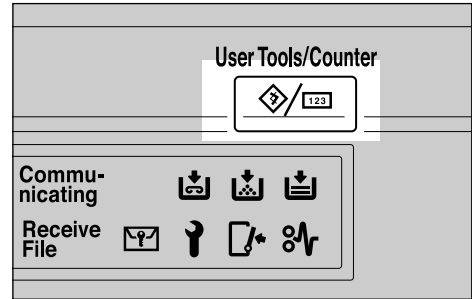 User Tools/Counter
123
Commu-
nicating
Receive
File